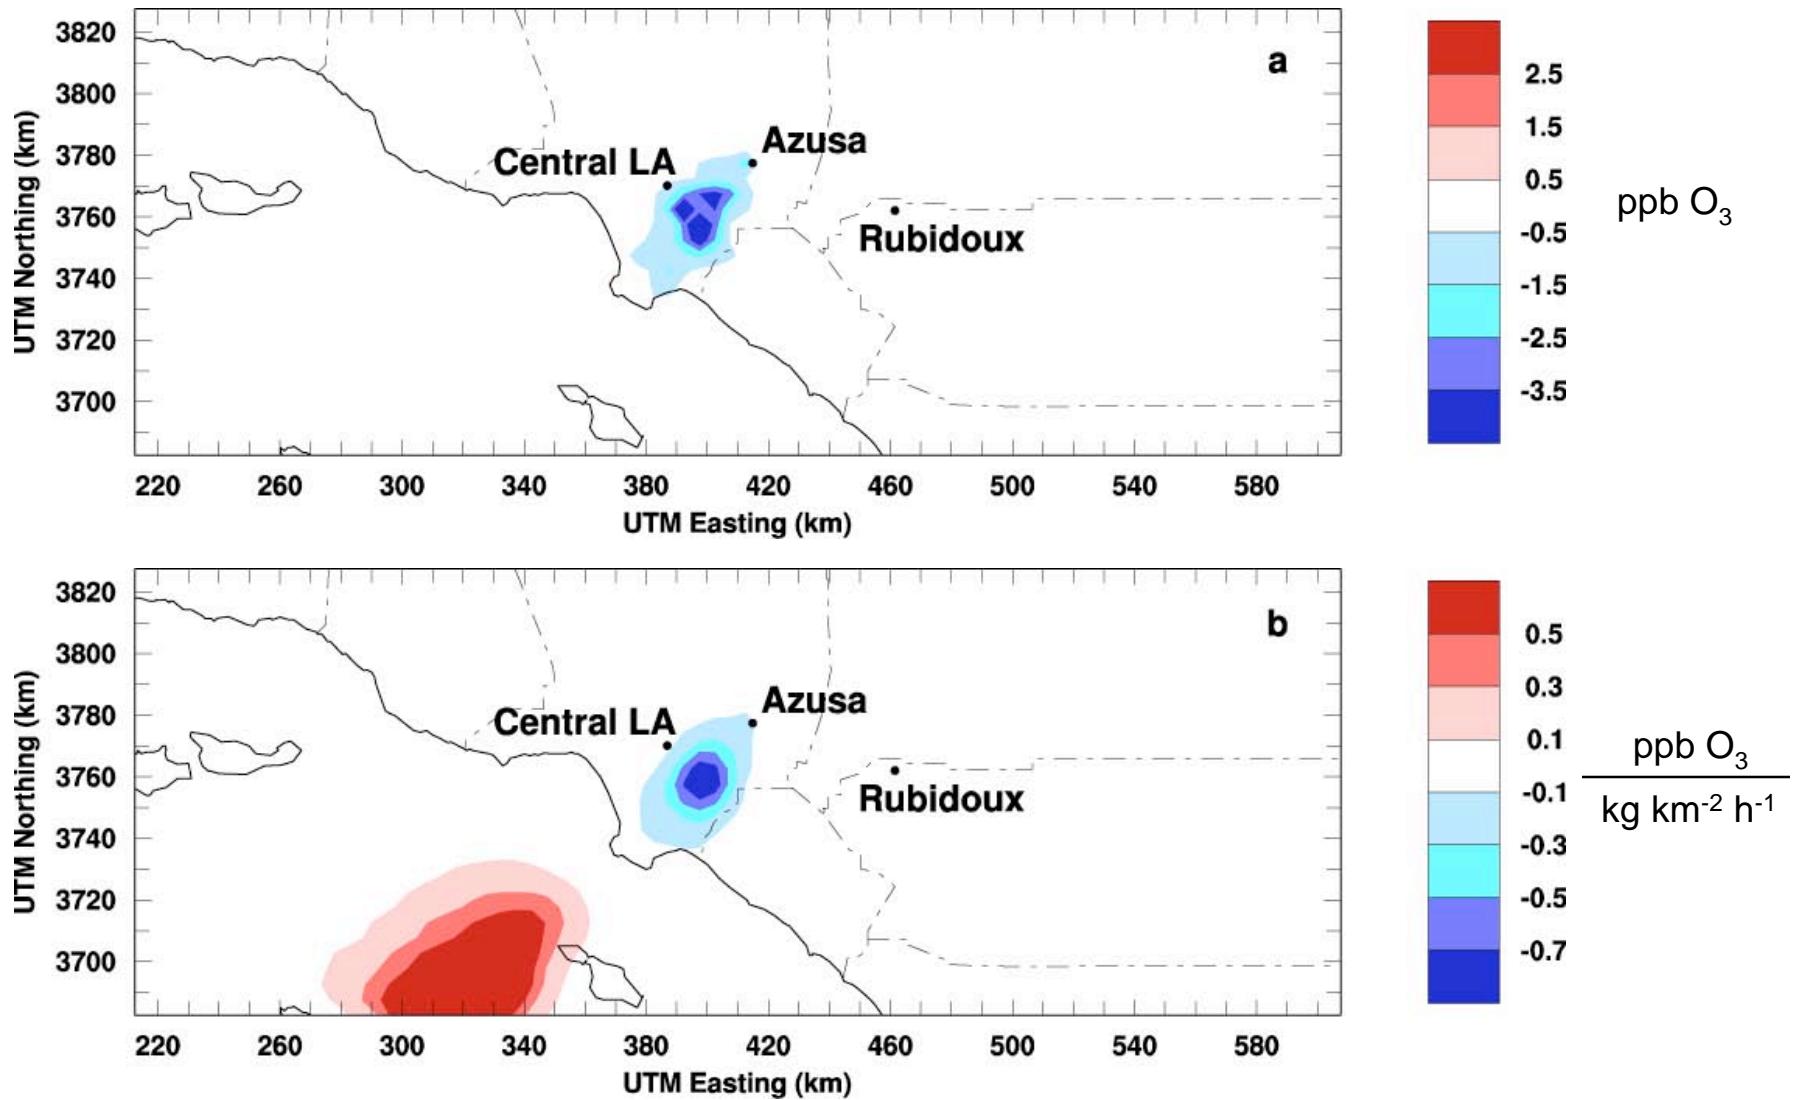 a
3820
3800
3780
3760
3740
3720
3700
UTM Northing (km)
Central LA
Azusa
Rubidoux
220 260 300 340 380 420 460 500 540 580
UTM Easting (km)
2.5
1.5
0.5
-0.5
-1.5
-2.5
-3.5
ppb O₃
b
3820
3800
3780
3760
3740
3720
3700
UTM Northing (km)
Central LA
Azusa
Rubidoux
220 260 300 340 380 420 460 500 540 580
UTM Easting (km)
0.5
0.3
0.1
-0.1
-0.3
-0.5
-0.7
ppb O₃
kg km⁻² h⁻¹